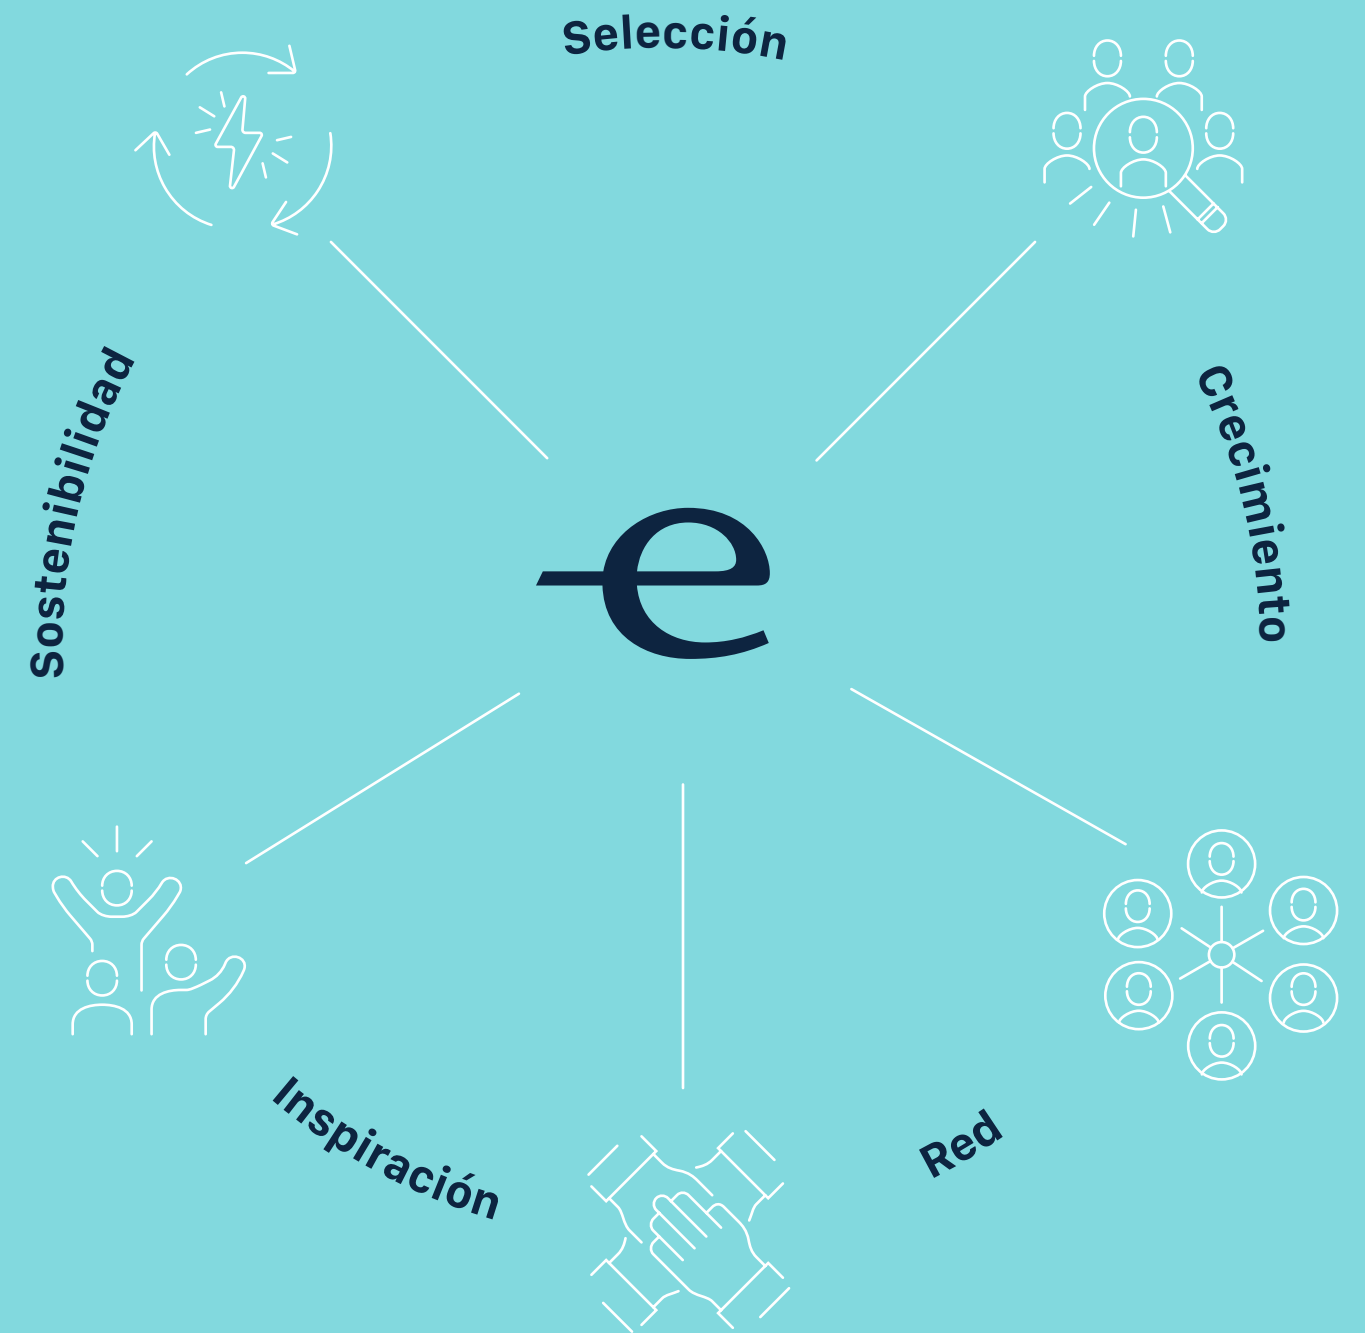 Selección
Crecimiento
Red
Inspiración
Sostenibilidad
e